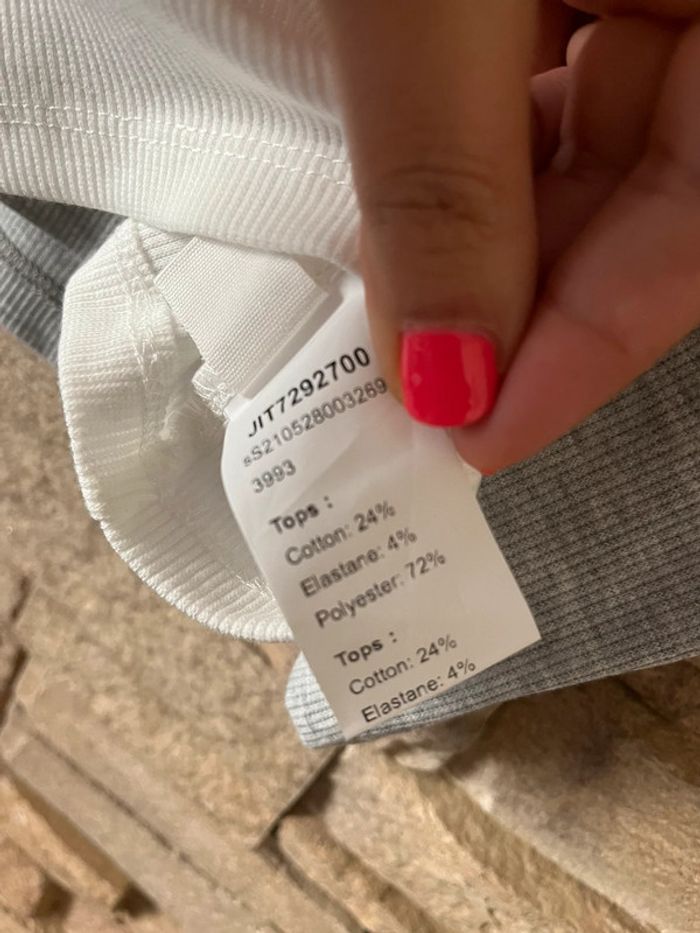 JIT7292700
sS210528003269
3993
Tops :
Cotton: 24%
Elastane: 4%
Polyester: 72%
Tops :
Cotton: 24%
Elastane: 4%